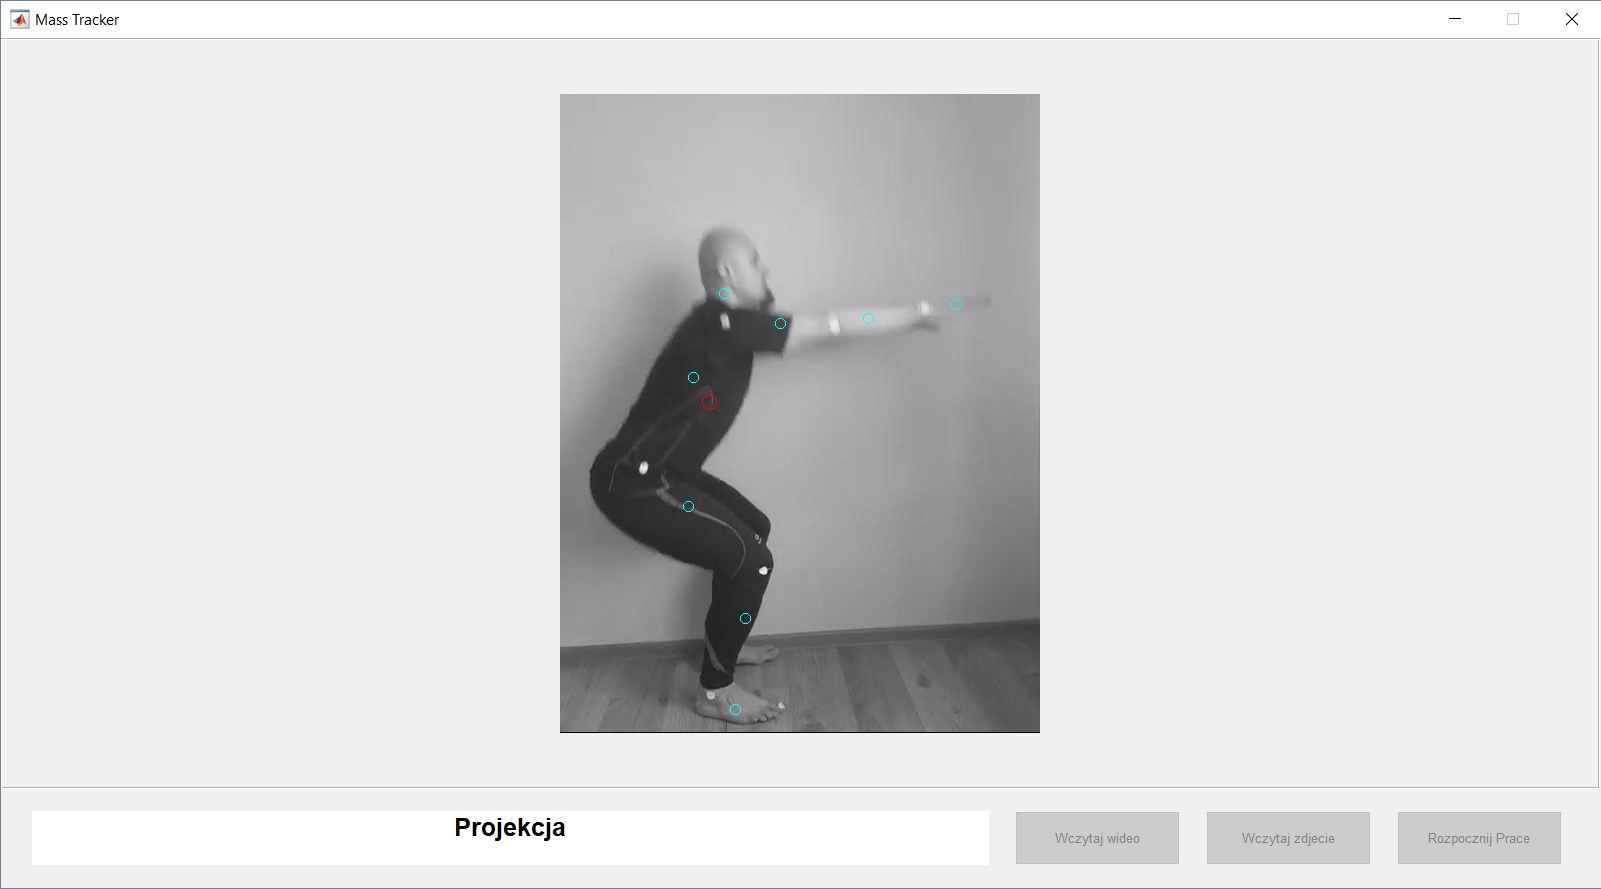 Mass Tracker
Projekcja
Wczytaj wideo
Wczytaj zdjecie
Rozpocznij Prace